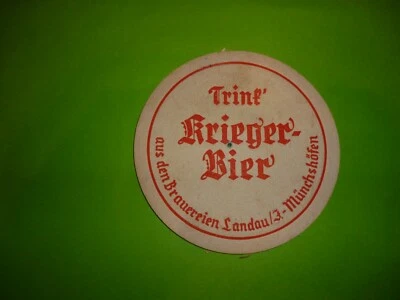 Trink'
Krieger-
Bier
aus den Brauereien Landau/I.-Münchshöfen